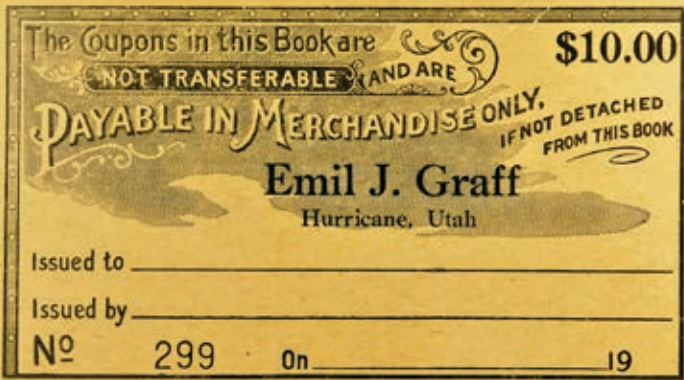 The Coupons in this Book are
NOT TRANSFERABLE AND ARE
PAYABLE IN MERCHANDISE ONLY,
IF NOT DETACHED
FROM THIS BOOK
$10.00
Emil J. Graff
Hurricane, Utah
Issued to
Issued by
Nº 299 On 19